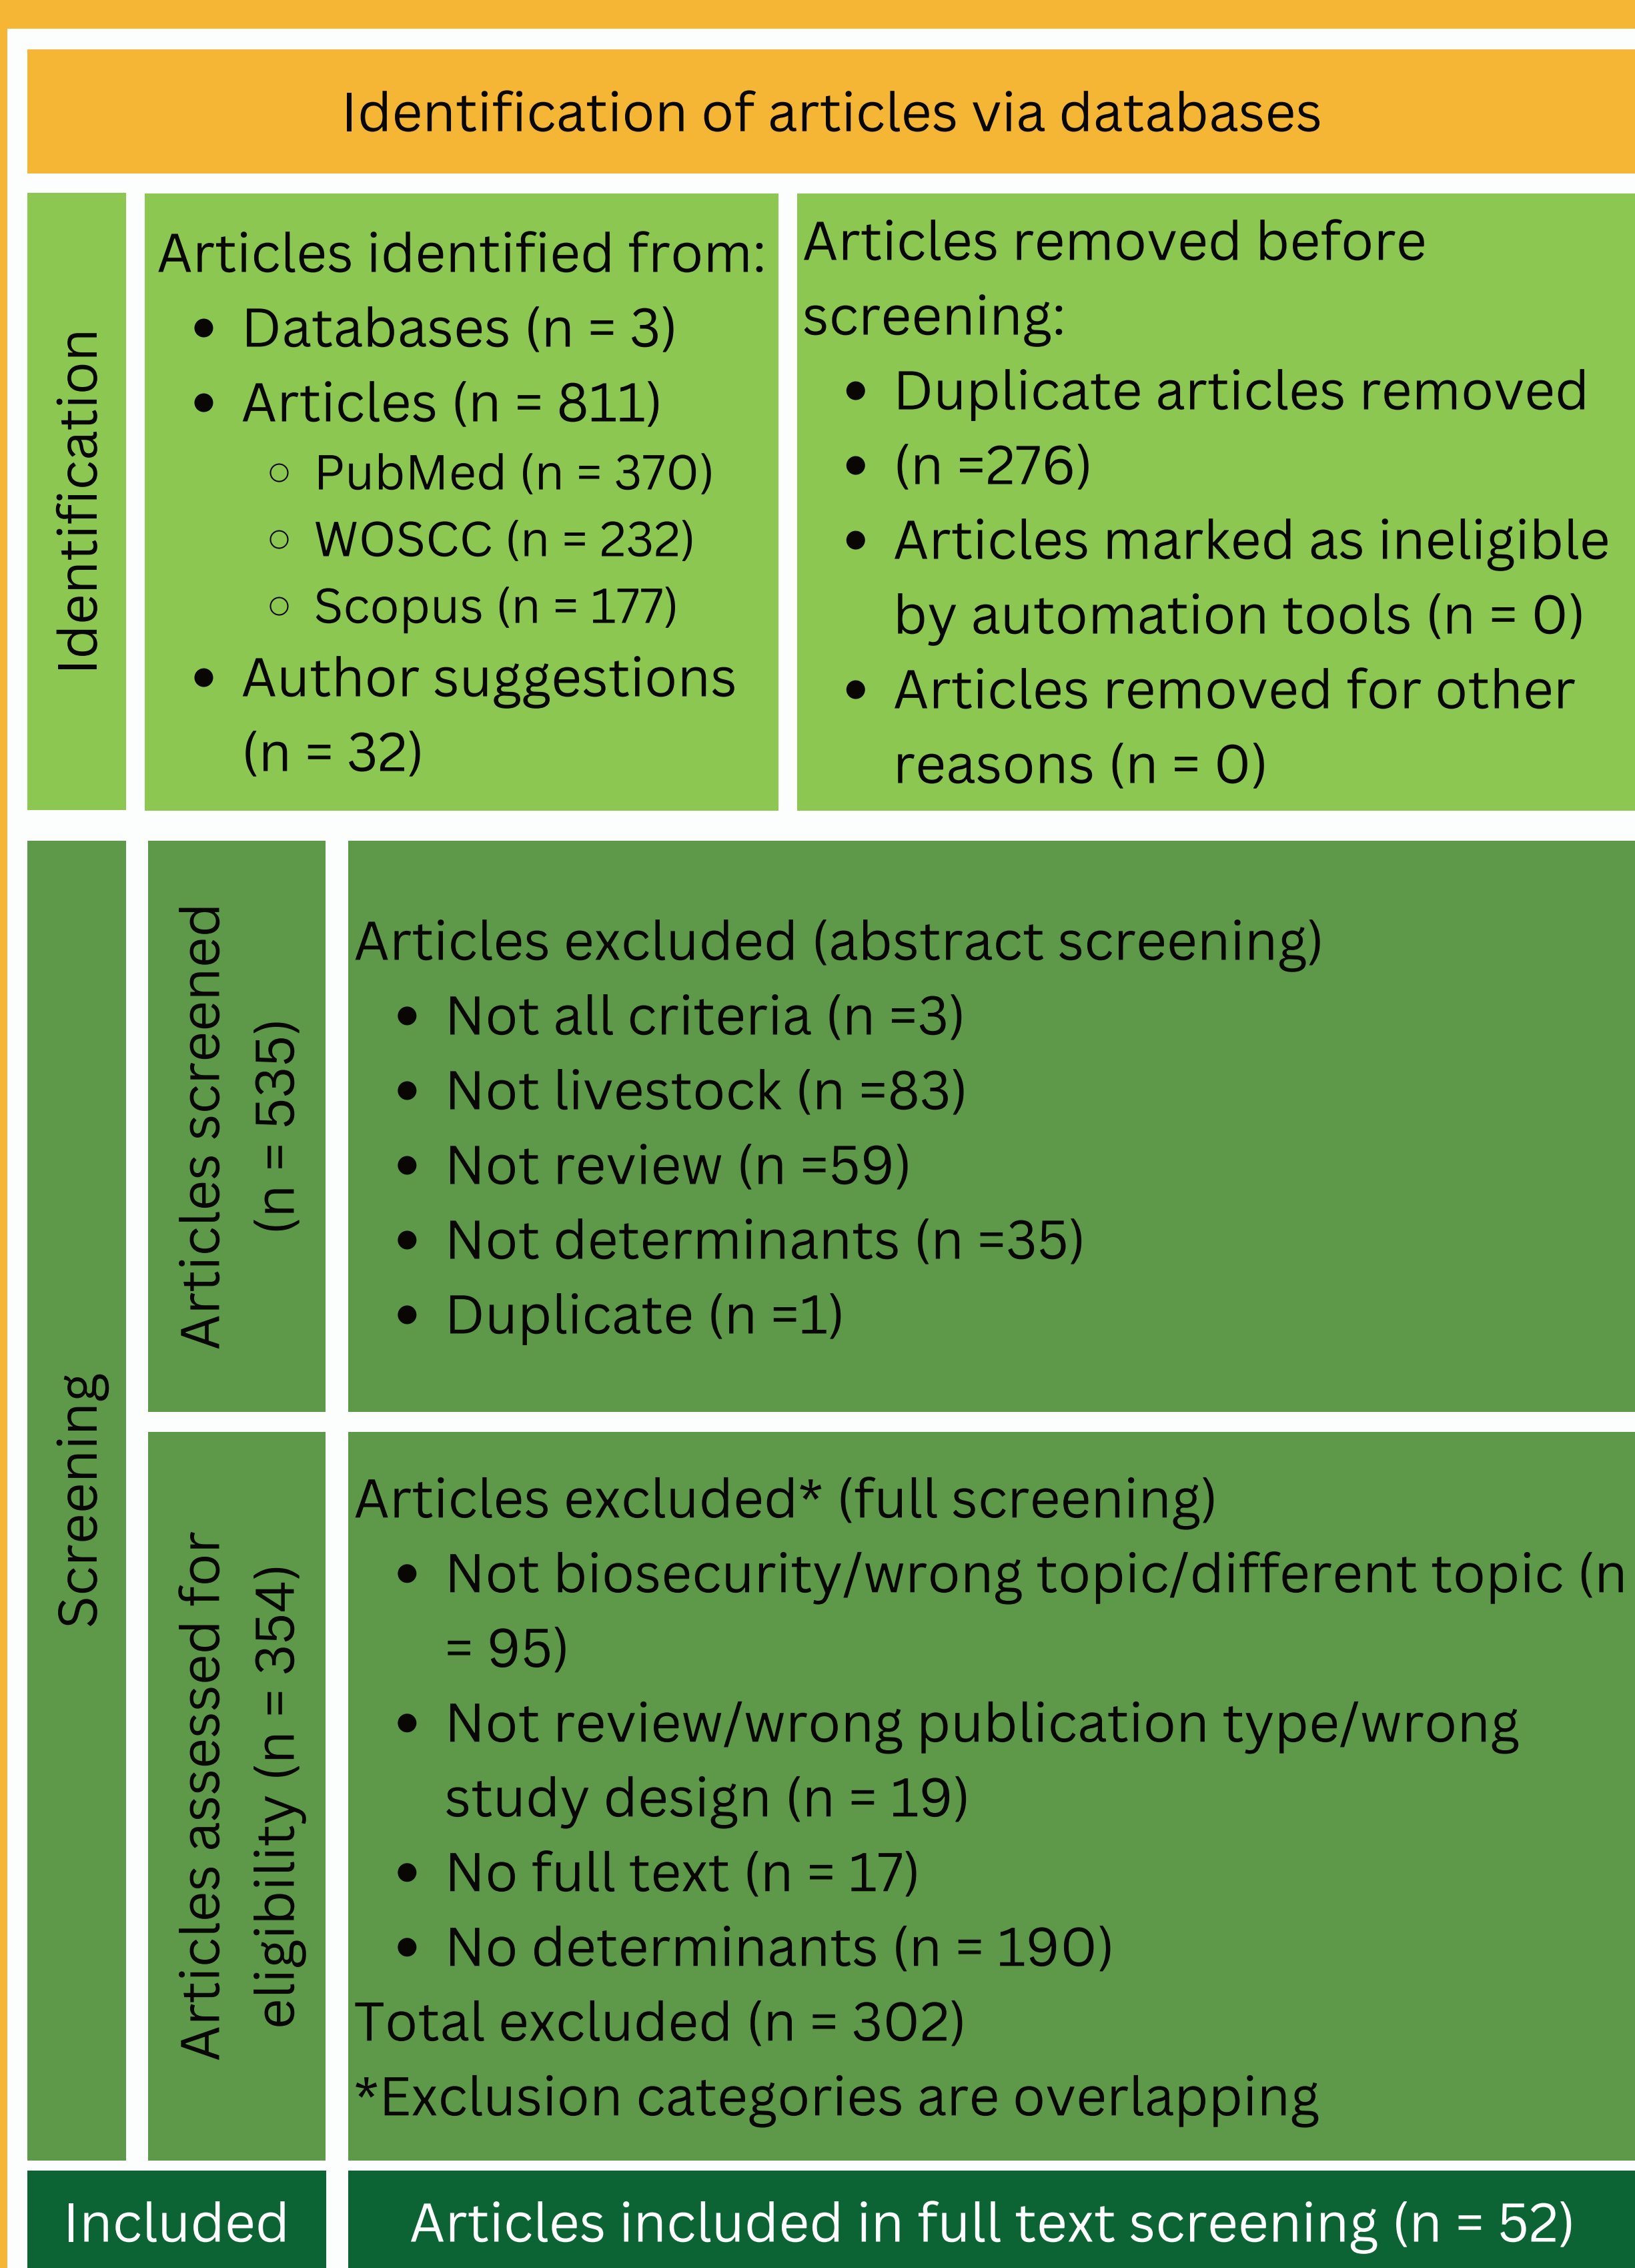 Identification of articles via databases
Identification
Articles identified from:
• Databases (n = 3)
• Articles (n = 811)
○ PubMed (n = 370)
○ WOSCC (n = 232)
○ Scopus (n = 177)
• Author suggestions
(n = 32)
Articles removed before
screening:
• Duplicate articles removed
• (n =276)
• Articles marked as ineligible
by automation tools (n = 0)
• Articles removed for other
reasons (n = 0)
Screening
Articles screened
(n = 535)
Articles excluded (abstract screening)
• Not all criteria (n =3)
• Not livestock (n =83)
• Not review (n =59)
• Not determinants (n =35)
• Duplicate (n =1)
Articles assessed for
eligibility (n = 354)
Articles excluded* (full screening)
• Not biosecurity/wrong topic/different topic (n
= 95)
• Not review/wrong publication type/wrong
study design (n = 19)
• No full text (n = 17)
• No determinants (n = 190)
Total excluded (n = 302)
*Exclusion categories are overlapping
Included
Articles included in full text screening (n = 52)